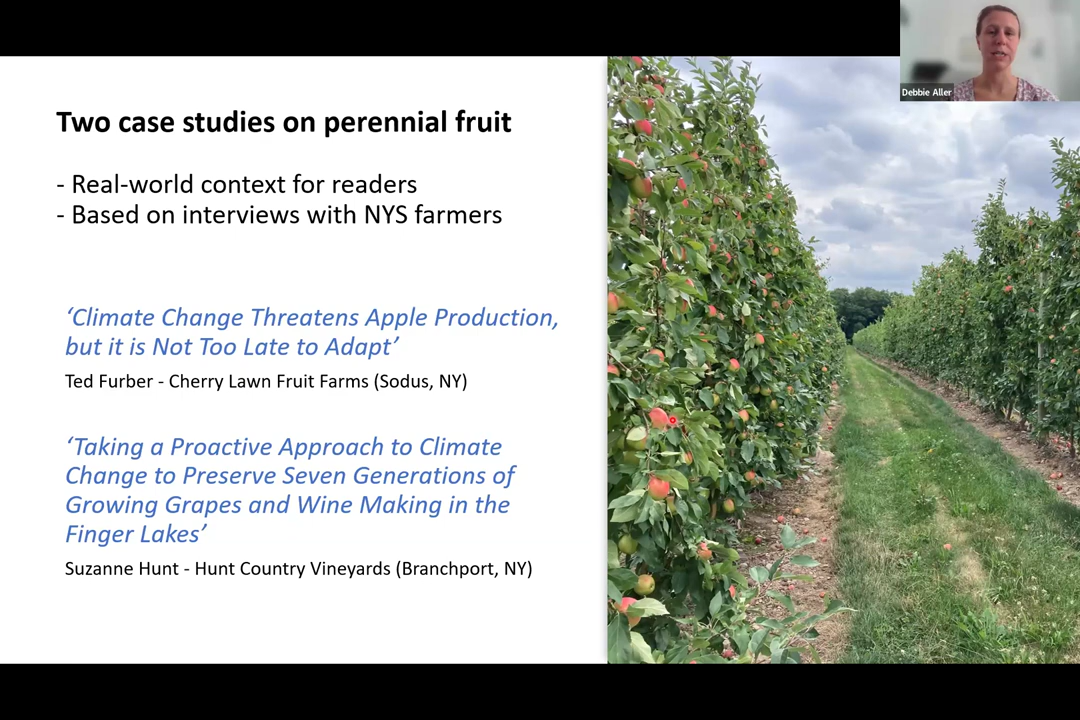 Debbie Aller
Two case studies on perennial fruit
- Real-world context for readers
- Based on interviews with NYS farmers
‘Climate Change Threatens Apple Production,
but it is Not Too Late to Adapt’
Ted Furber - Cherry Lawn Fruit Farms (Sodus, NY)
‘Taking a Proactive Approach to Climate
Change to Preserve Seven Generations of
Growing Grapes and Wine Making in the
Finger Lakes’
Suzanne Hunt - Hunt Country Vineyards (Branchport, NY)